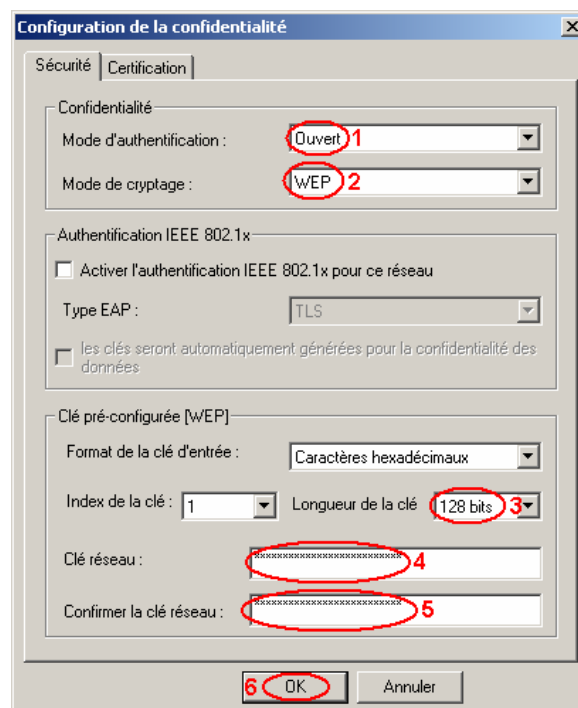 Configuration de la confidentialité
Sécurité Certification
Confidentialité
Mode d'authentification : Ouvert 1
Mode de cryptage : WEP 2
Authentification IEEE 802.1x
Activer l'authentification IEEE 802.1x pour ce réseau
Type EAP : TLS
les clés seront automatiquement générées pour la confidentialité des
données
Clé pré-configurée [WEP]
Format de la clé d'entrée : Caractères hexadécimaux
Index de la clé : 1 Longueur de la clé 128 bits 3
Clé réseau : ************************** 4
Confirmer la clé réseau : ************************** 5
6 OK Annuler